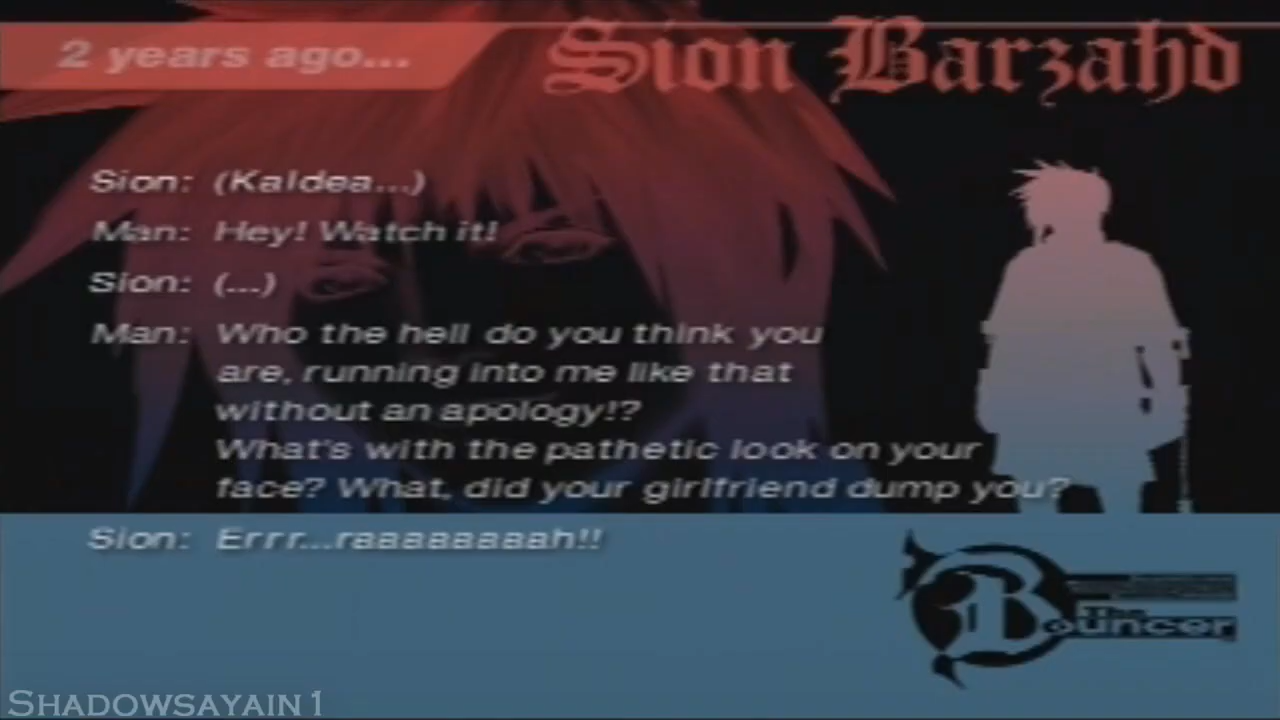 2 years ago...
Sion Barzahd
Sion: (Kaldea...)
Man: Hey! Watch it!
Sion: (...)
Man: Who the hell do you think you
are, running into me like that
without an apology!?
What's with the pathetic look on your
face? What, did your girlfriend dump you?
Sion: Errr...raaaaaaaaah!!
The
Bouncer
Shadowsayain1